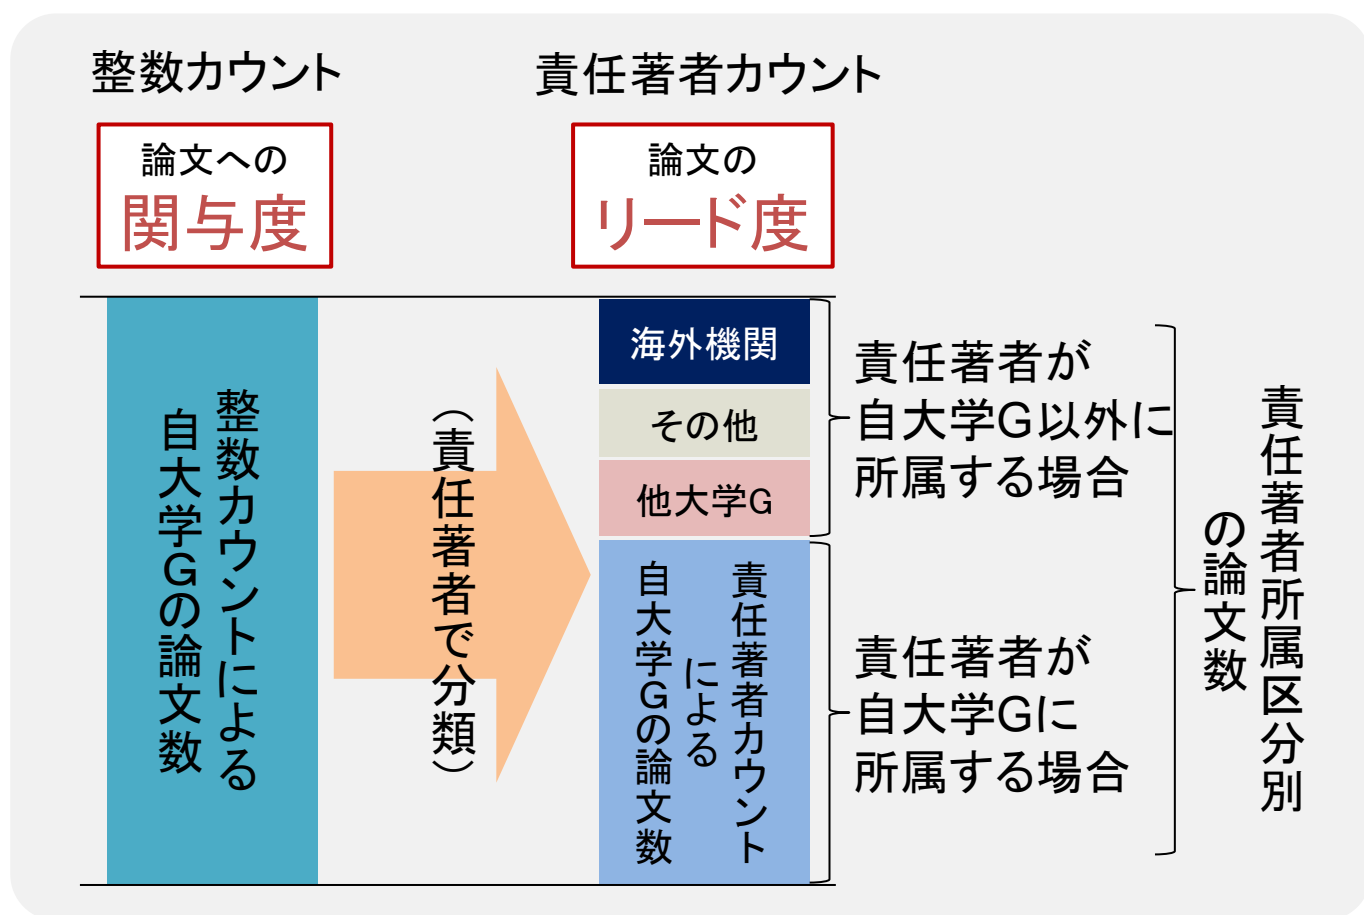 整数カウント
論文への
関与度
整数カウントによる
自大学Gの論文数
(責任著者で分類)
責任著者カウント
論文の
リード度
海外機関
その他
他大学G
責任著者カウント
による
自大学Gの論文数
責任著者が
自大学G以外に
所属する場合
責任著者が
自大学Gに
所属する場合
責任著者所属区分別
の論文数